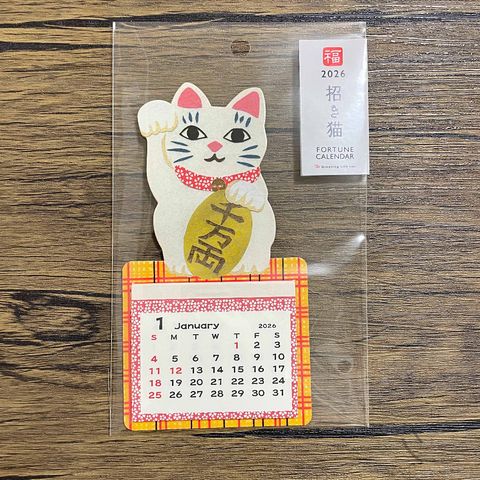 福
2026
招き猫
FORTUNE
CALENDAR
千万両
1 January 2026
S M T W T F S
1 2 3
4 5 6 7 8 9 10
11 12 13 14 15 16 17
18 19 20 21 22 23 24
25 26 27 28 29 30 31